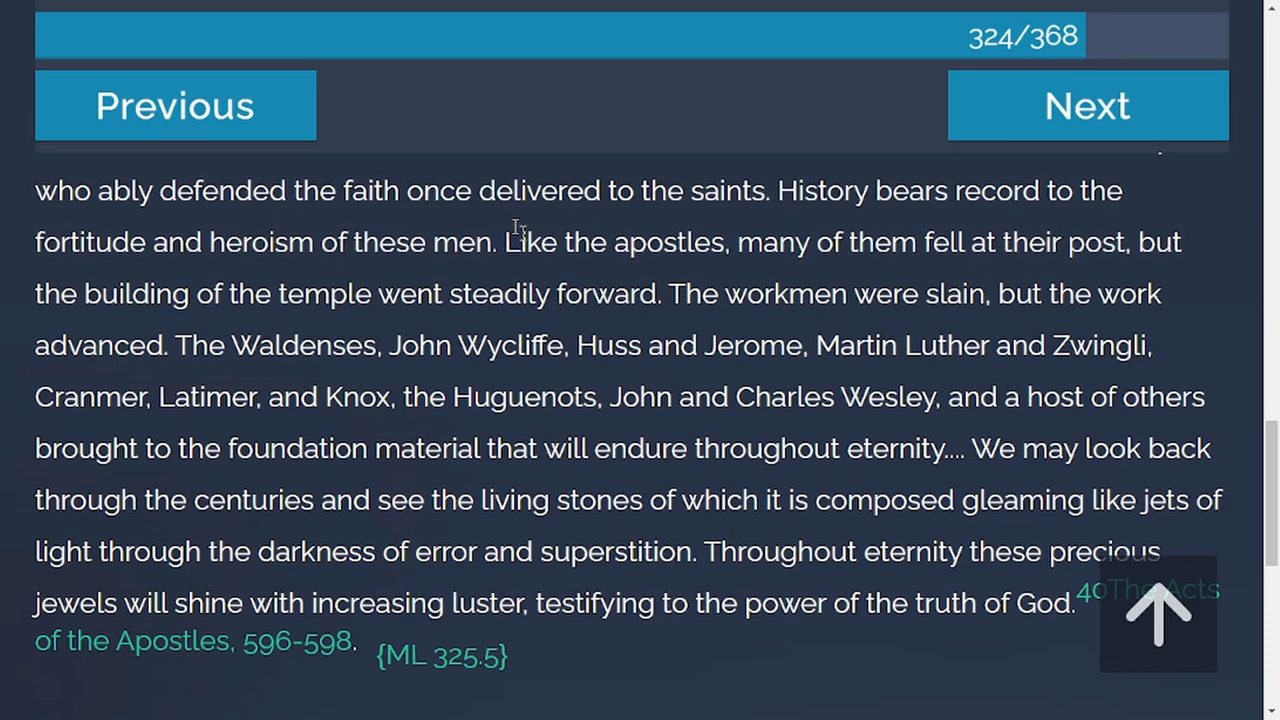 324/368
Previous
Next
who ably defended the faith once delivered to the saints. History bears record to the
fortitude and heroism of these men. Like the apostles, many of them fell at their post, but
the building of the temple went steadily forward. The workmen were slain, but the work
advanced. The Waldenses, John Wycliffe, Huss and Jerome, Martin Luther and Zwingli,
Cranmer, Latimer, and Knox, the Huguenots, John and Charles Wesley, and a host of others
brought to the foundation material that will endure throughout eternity.... We may look back
through the centuries and see the living stones of which it is composed gleaming like jets of
light through the darkness of error and superstition. Throughout eternity these precious
jewels will shine with increasing luster, testifying to the power of the truth of God.40The Acts
of the Apostles, 596-598. {ML 325.5}